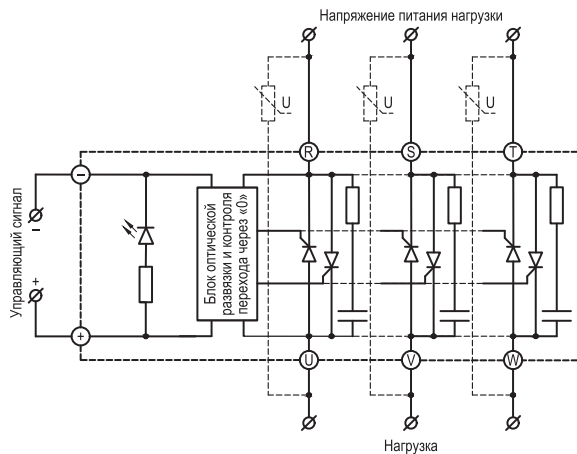 Напряжение питания нагрузки
U
U
U
R
S
T
−
Управляющий сигнал
−
+
Блок оптической
развязки и контроля
перехода через «0»
+
U
V
W
Нагрузка